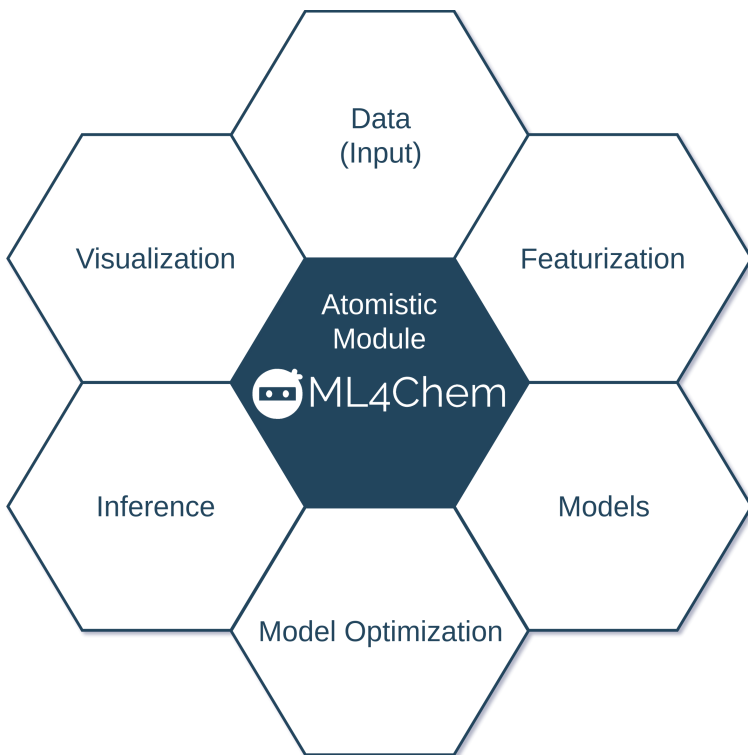 Data
(Input)
Visualization
Featurization
Atomistic
Module
ML4Chem
Inference
Models
Model Optimization